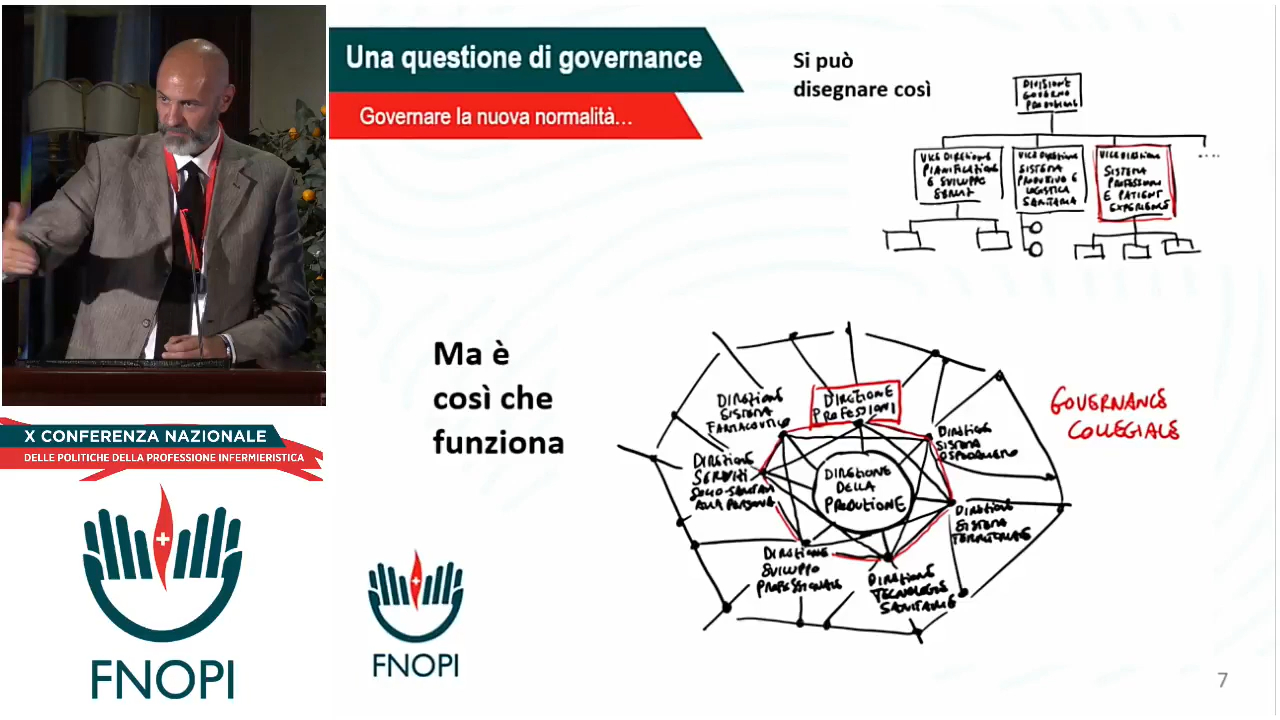 Una questione di governance
Governare la nuova normalità...
Si può
disegnare così
DIVISIONE
GOVERNO
PRODUZIONE
VICE DIREZIONE
PIANIFICAZIONE
E SVILUPPO
VICE DIREZIONE
SISTEMA
PRODUTTIVO E
LOGISTICA
SANITARIA
VICE DIREZIONE
SISTEMA
PROFESSIONI
E PATIENT
EXPERIENCE
....
Ma è
così che
funziona
DIREZIONE
SISTEMA
FARMACEUTICO
DIREZIONE
PROFESSIONI
DIREZIONE
SISTEMA
OSPEDALIERO
DIREZIONE
SERVIZI
SOCIO-SANITARI
ALLA PERSONA
DIREZIONE
DELLA
PRODUZIONE
DIREZIONE
SISTEMA
TERRITORIALE
DIREZIONE
SVILUPPO
PROFESSIONALE
DIREZIONE
TECNOLOGIE
SANITARIE
GOVERNANCE
COLLEGIALE
X CONFERENZA NAZIONALE
DELLE POLITICHE DELLA PROFESSIONE INFERMIERISTICA
FNOPI
FNOPI
7